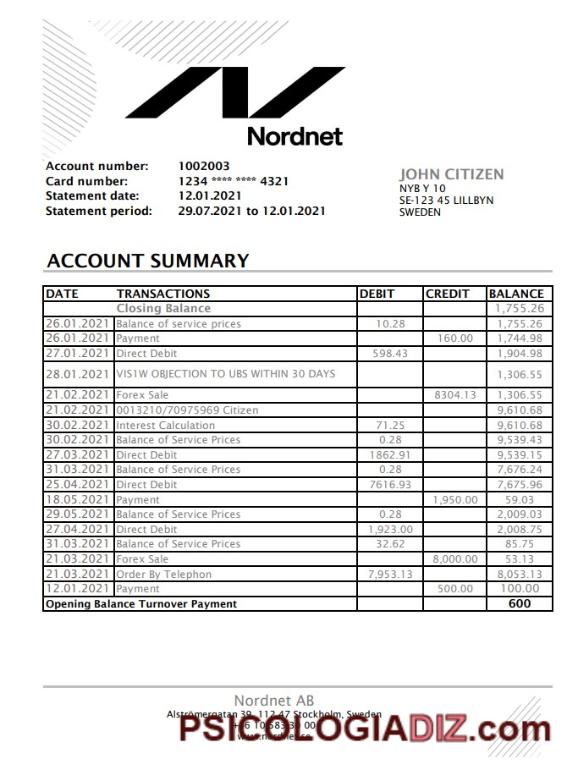 Nordnet
Account number: 1002003
Card number: 1234 **** **** 4321
Statement date: 12.01.2021
Statement period: 29.07.2021 to 12.01.2021
JOHN CITIZEN
NYB Y 10
SE-123 45 LILLBYN
SWEDEN
ACCOUNT SUMMARY
DATE TRANSACTIONS DEBIT CREDIT BALANCE
Closing Balance 1,755.26
26.01.2021 Balance of service prices 10.28 1,755.26
26.01.2021 Payment 160.00 1,744.98
27.01.2021 Direct Debit 598.43 1,904.98
28.01.2021 VIS1W OBJECTION TO UBS WITHIN 30 DAYS 1,306.55
21.02.2021 Forex Sale 8304.13 1,306.55
21.02.2021 0013210/70975969 Citizen 9,610.68
30.02.2021 Interest Calculation 71.25 9,610.68
30.02.2021 Balance of Service Prices 0.28 9,539.43
27.03.2021 Direct Debit 1862.91 9,539.15
31.03.2021 Balance of Service Prices 0.28 7,676.24
25.04.2021 Direct Debit 7616.93 7,675.96
18.05.2021 Payment 1,950.00 59.03
29.05.2021 Balance of Service Prices 0.28 2,009.03
27.04.2021 Direct Debit 1,923.00 2,008.75
31.03.2021 Balance of Service Prices 32.62 85.75
21.03.2021 Forex Sale 8,000.00 53.13
21.03.2021 Order By Telephon 7,953.13 8,053.13
12.01.2021 Payment 500.00 100.00
Opening Balance Turnover Payment 600
Nordnet AB
Alströmergatan 39, 112 47 Stockholm, Sweden
PSICOLOGIADIZ.com